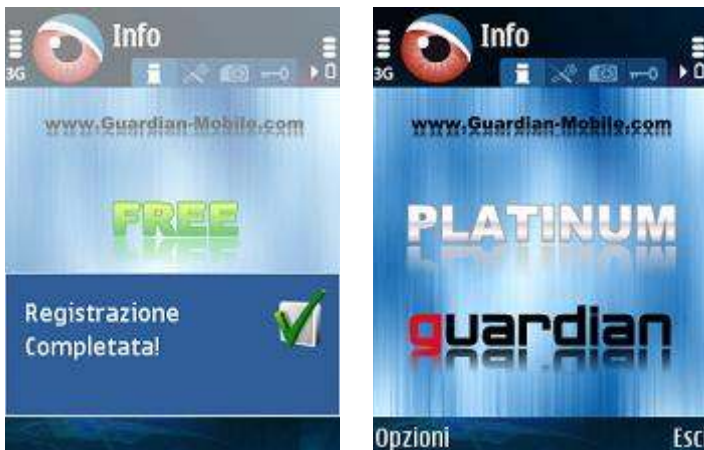 Info
3G
www.Guardian-Mobile.com
FREE
Registrazione
Completata!
Info
3G
www.Guardian-Mobile.com
PLATINUM
guardian
Opzioni
Esci